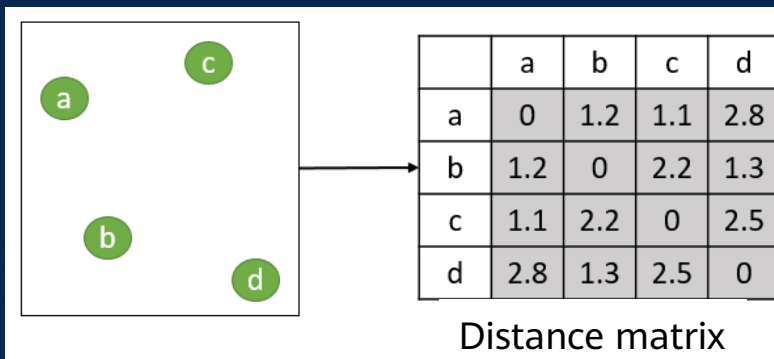 c
a
b
d
a b c d
a 0 1.2 1.1 2.8
b 1.2 0 2.2 1.3
c 1.1 2.2 0 2.5
d 2.8 1.3 2.5 0
Distance matrix